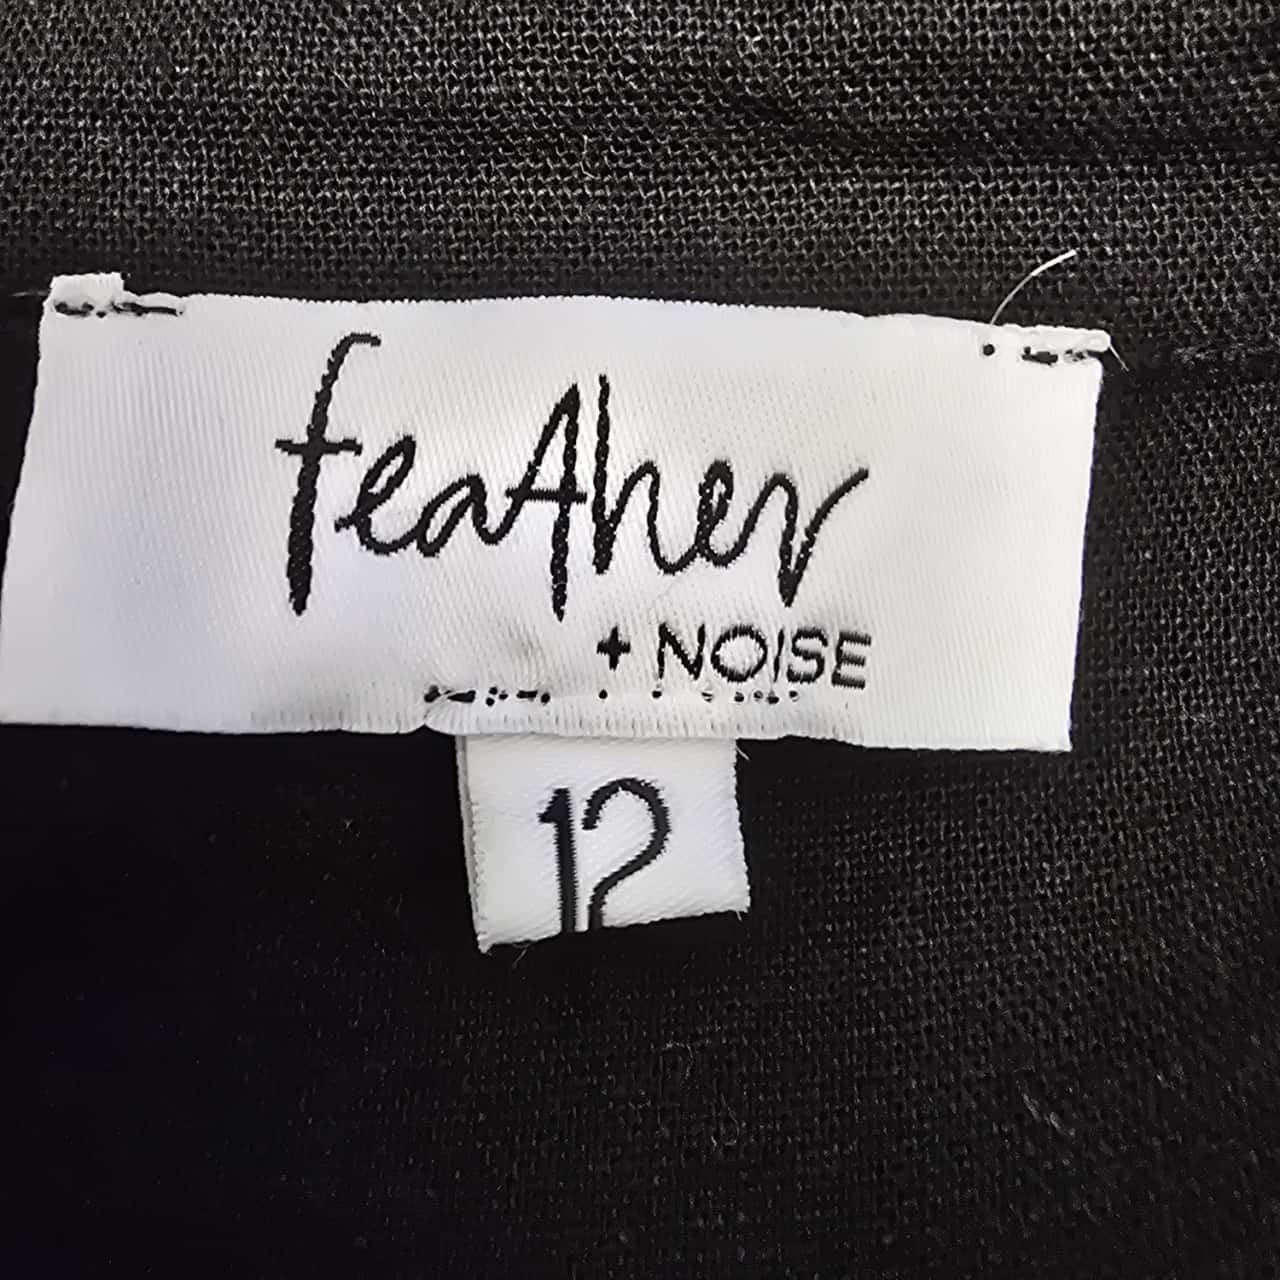 feather
+ NOISE
12